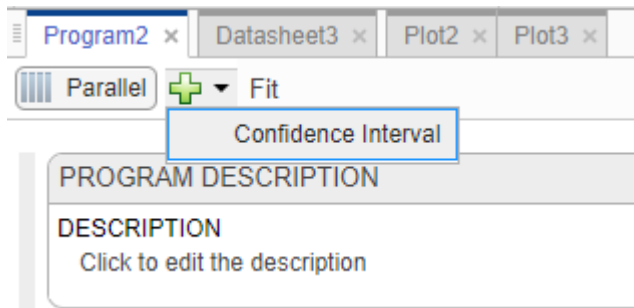 Program2 × Datasheet3 × Plot2 × Plot3 ×
Parallel Fit
Confidence Interval
PROGRAM DESCRIPTION
DESCRIPTION
Click to edit the description